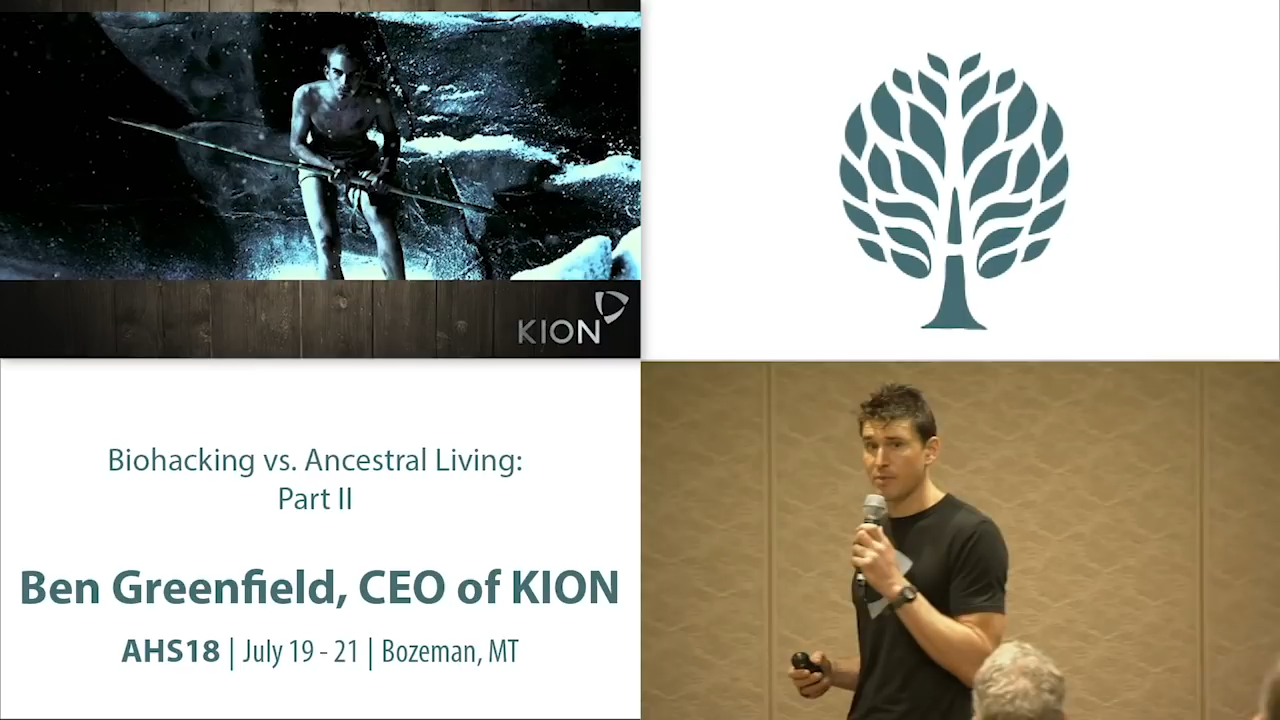 KION
Biohacking vs. Ancestral Living:
Part II
Ben Greenfield, CEO of KION
AHS18 | July 19 - 21 | Bozeman, MT